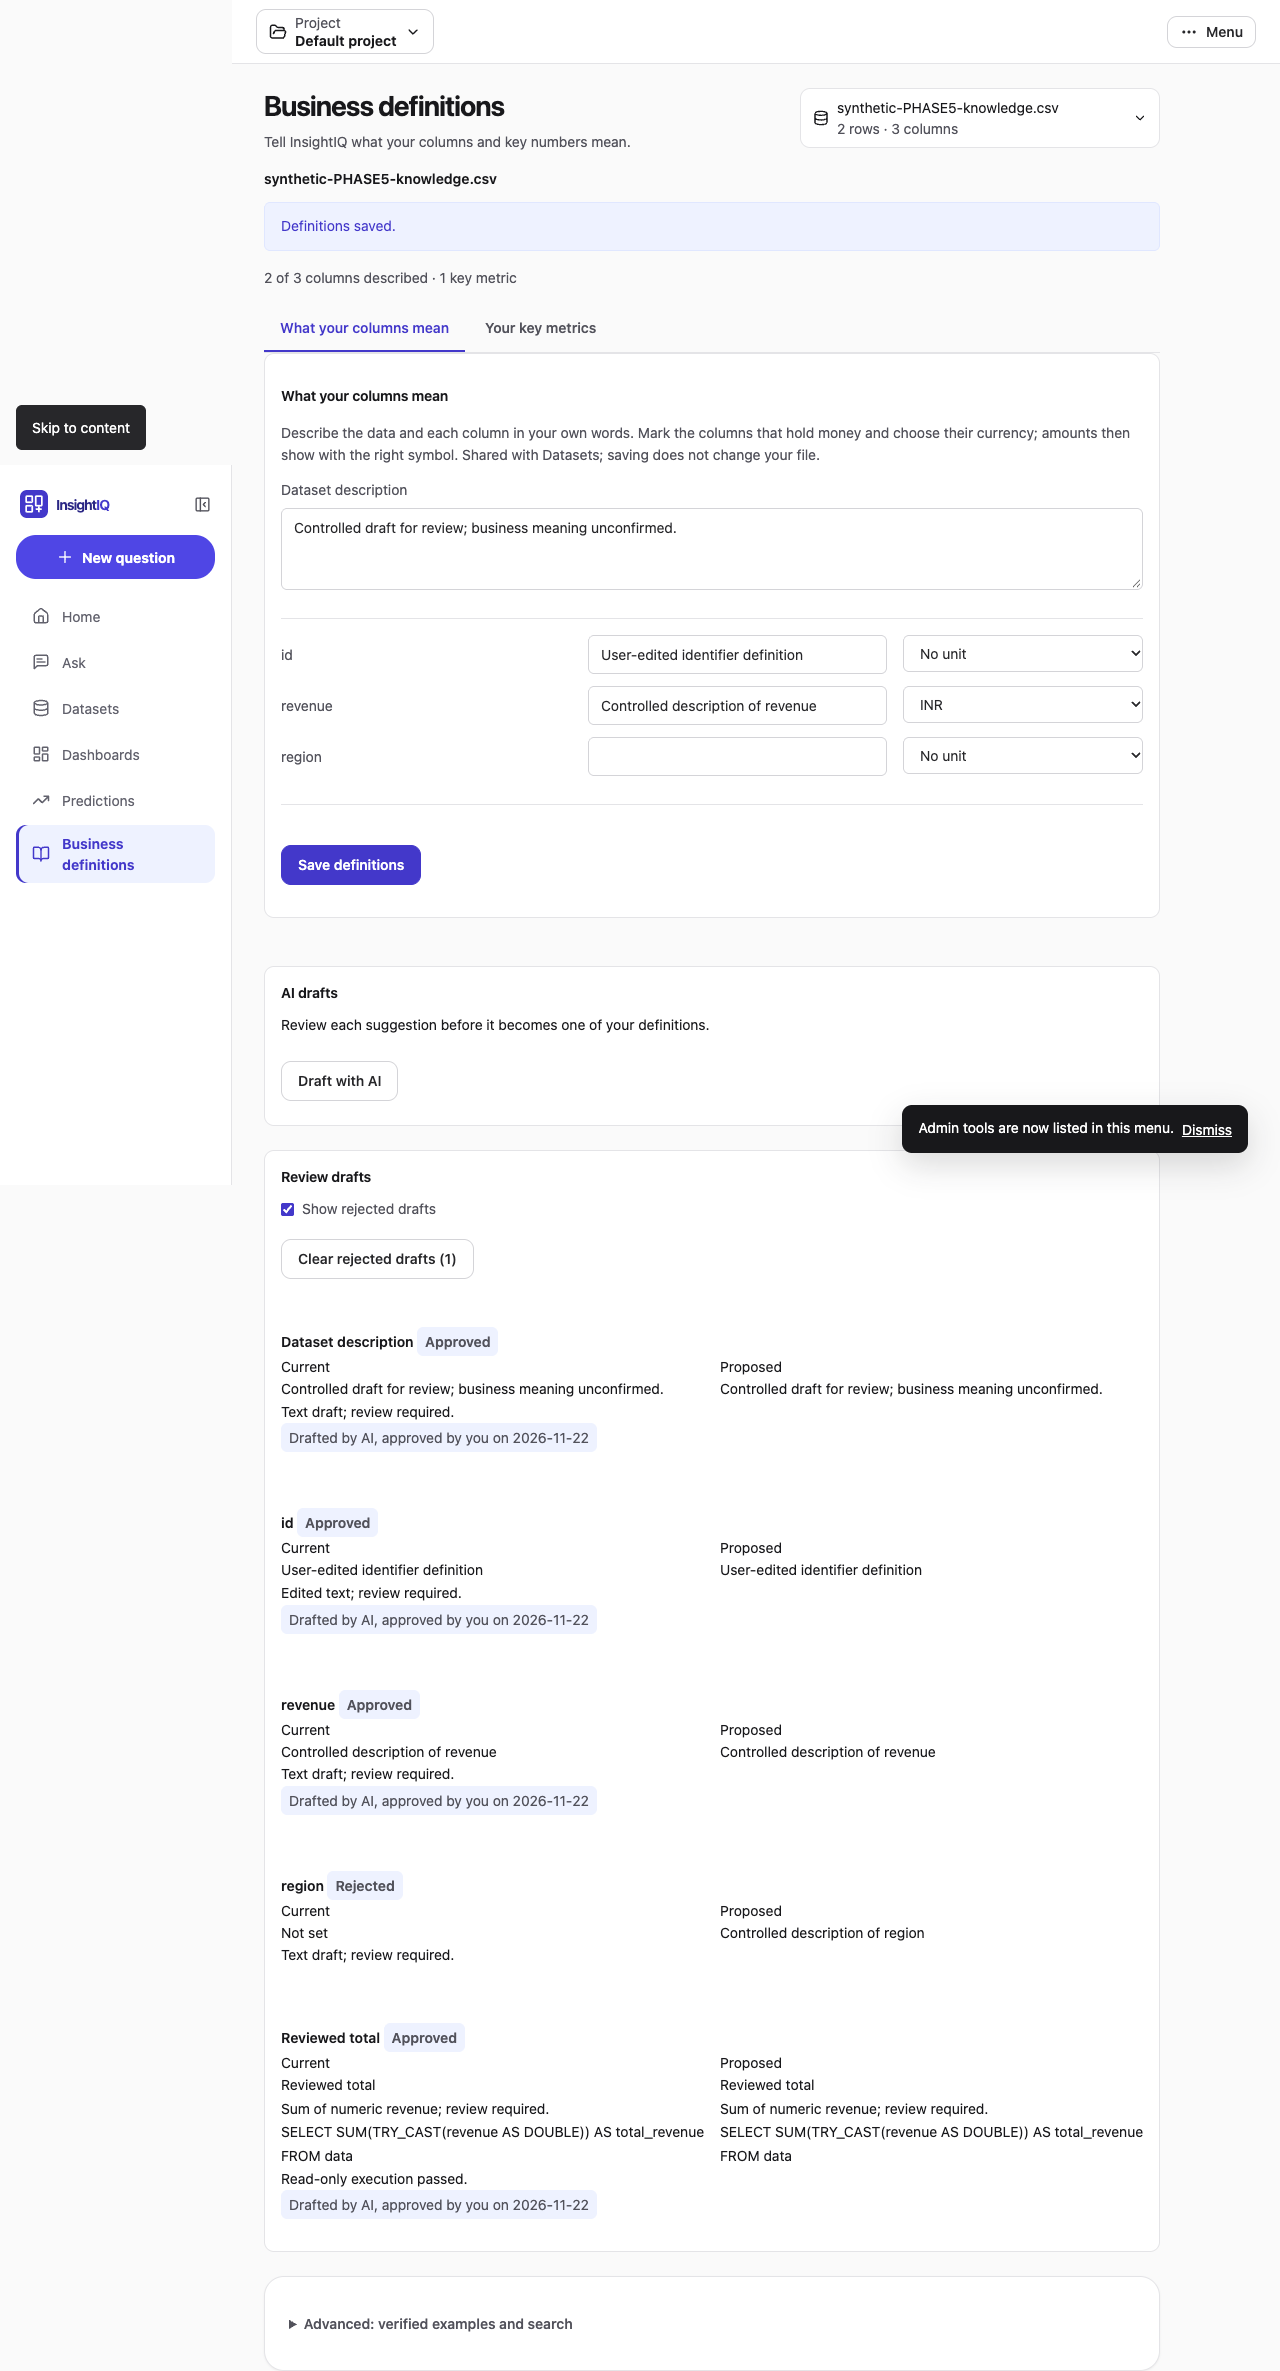 Project
Default project
Menu
Business definitions
Tell InsightIQ what your columns and key numbers mean.
synthetic-PHASE5-knowledge.csv
2 rows · 3 columns
synthetic-PHASE5-knowledge.csv
Definitions saved.
2 of 3 columns described · 1 key metric
What your columns mean
Your key metrics
Skip to content
InsightIQ
New question
Home
Ask
Datasets
Dashboards
Predictions
Business
definitions
What your columns mean
Describe the data and each column in your own words. Mark the columns that hold money and choose their currency; amounts then
show with the right symbol. Shared with Datasets; saving does not change your file.
Dataset description
Controlled draft for review; business meaning unconfirmed.
id
User-edited identifier definition
No unit
revenue
Controlled description of revenue
INR
region
No unit
Save definitions
AI drafts
Review each suggestion before it becomes one of your definitions.
Draft with AI
Admin tools are now listed in this menu. Dismiss
Review drafts
Show rejected drafts
Clear rejected drafts (1)
Dataset description Approved
Current
Controlled draft for review; business meaning unconfirmed.
Proposed
Controlled draft for review; business meaning unconfirmed.
Text draft; review required.
Drafted by AI, approved by you on 2026-11-22
id Approved
Current
User-edited identifier definition
Proposed
User-edited identifier definition
Edited text; review required.
Drafted by AI, approved by you on 2026-11-22
revenue Approved
Current
Controlled description of revenue
Proposed
Controlled description of revenue
Text draft; review required.
Drafted by AI, approved by you on 2026-11-22
region Rejected
Current
Not set
Proposed
Controlled description of region
Text draft; review required.
Reviewed total Approved
Current
Reviewed total
Sum of numeric revenue; review required.
SELECT SUM(TRY_CAST(revenue AS DOUBLE)) AS total_revenue
FROM data
Proposed
Reviewed total
Sum of numeric revenue; review required.
SELECT SUM(TRY_CAST(revenue AS DOUBLE)) AS total_revenue
FROM data
Read-only execution passed.
Drafted by AI, approved by you on 2026-11-22
Advanced: verified examples and search